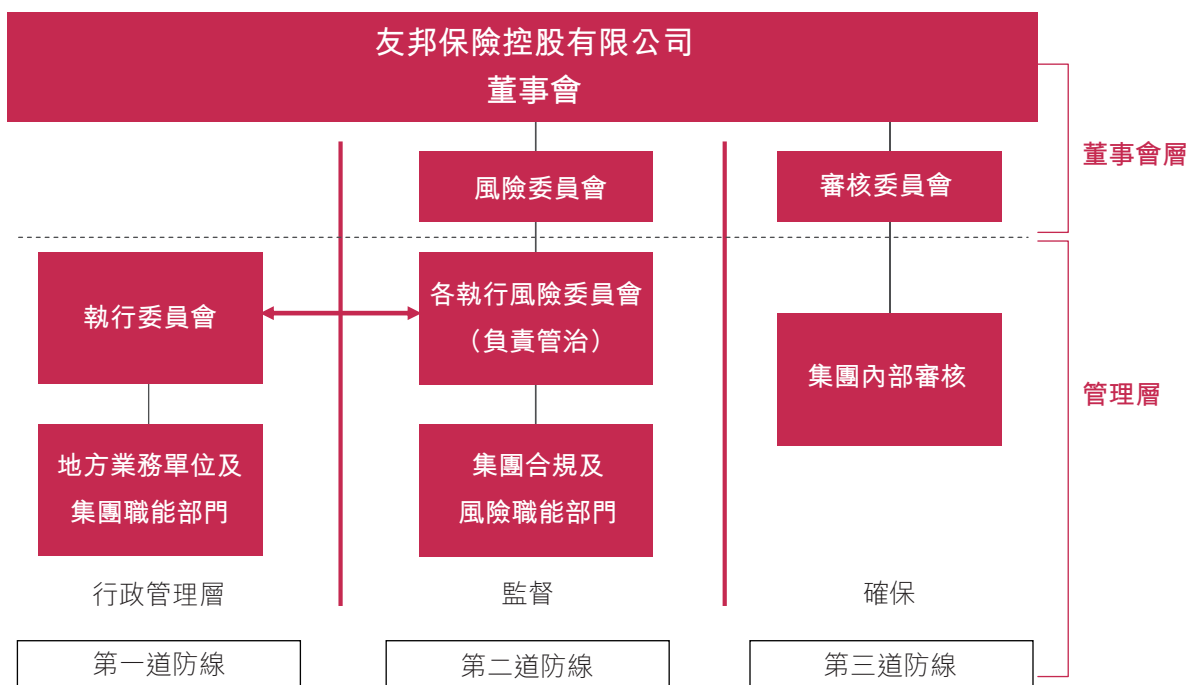 友邦保險控股有限公司
董事會
風險委員會
審核委員會
董事會層
執行委員會
各執行風險委員會
（負責管治）
集團內部審核
管理層
地方業務單位及
集團職能部門
集團合規及
風險職能部門
行政管理層
監督
確保
第一道防線
第二道防線
第三道防線